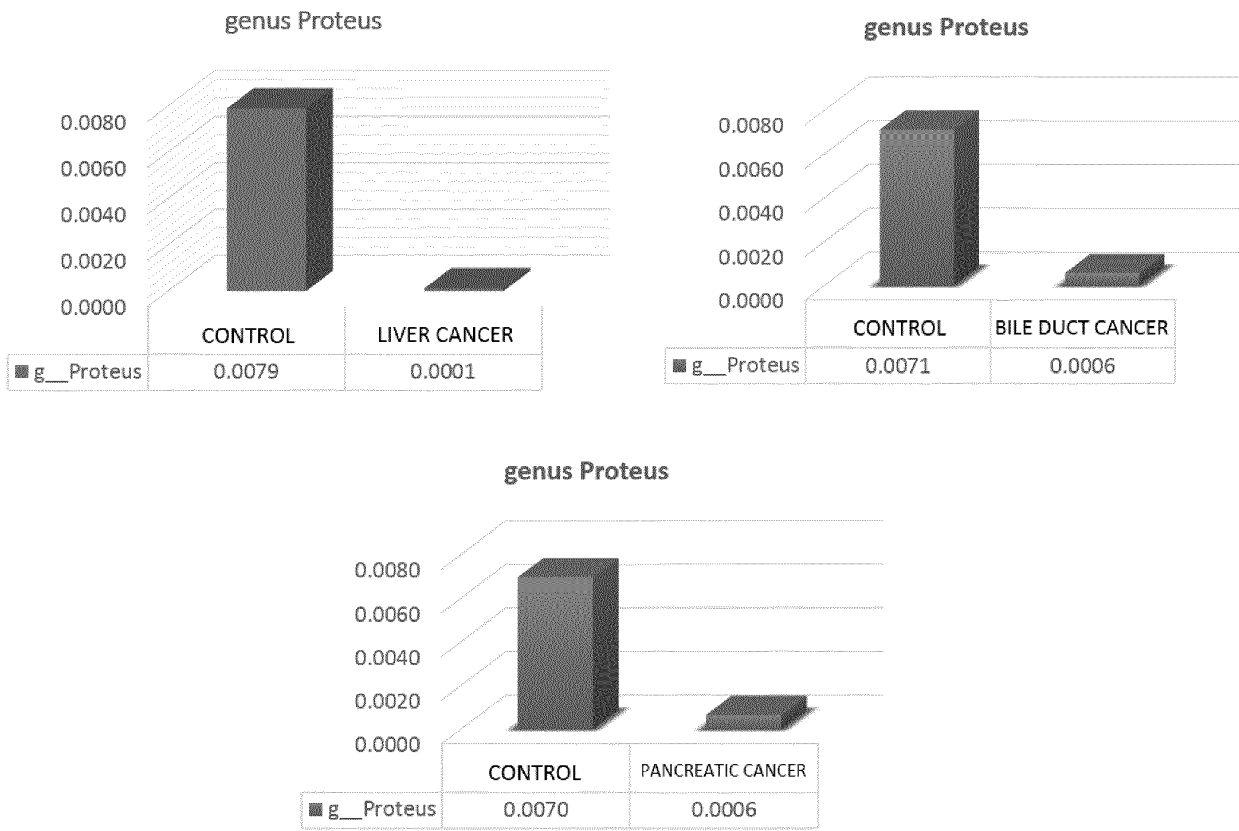 genus Proteus
0.0080
0.0060
0.0040
0.0020
0.0000
CONTROL LIVER CANCER
g__Proteus 0.0079 0.0001
genus Proteus
0.0080
0.0060
0.0040
0.0020
0.0000
CONTROL BILE DUCT CANCER
g__Proteus 0.0071 0.0006
genus Proteus
0.0080
0.0060
0.0040
0.0020
0.0000
CONTROL PANCREATIC CANCER
g__Proteus 0.0070 0.0006